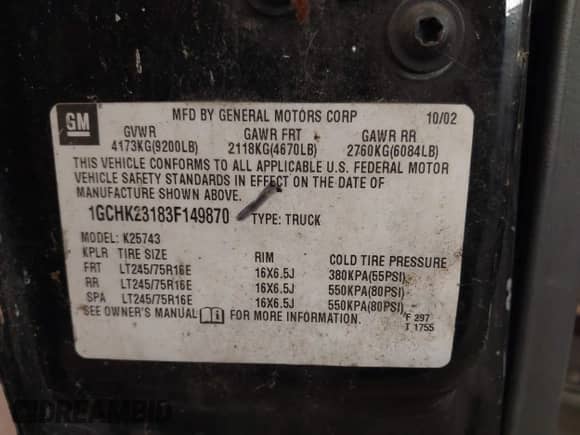 MFD BY GENERAL MOTORS CORP 10/02
GM
GVWR GAWR FRT GAWR RR
4173KG(9200LB) 2118KG(4670LB) 2760KG(6084LB)
THIS VEHICLE CONFORMS TO ALL APPLICABLE U.S. FEDERAL MOTOR
VEHICLE SAFETY STANDARDS IN EFFECT ON THE DATE OF
MANUFACTURE SHOWN ABOVE.
1GCHK23183F149870 TYPE: TRUCK
MODEL: K25743
KPLR TIRE SIZE RIM COLD TIRE PRESSURE
FRT LT245/75R16E 16X6.5J 380KPA(55PSI)
RR LT245/75R16E 16X6.5J 550KPA(80PSI)
SPA LT245/75R16E 16X6.5J 550KPA(80PSI)
SEE OWNER'S MANUAL FOR MORE INFORMATION.
F 297
T 1755
IDREAMBID